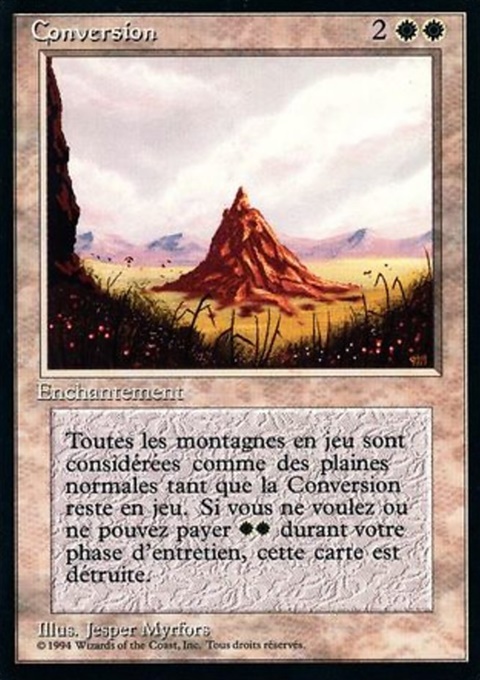 Conversion 2
Enchantement
Toutes les montagnes en jeu sont
considérées comme des plaines
normales tant que la Conversion
reste en jeu. Si vous ne voulez ou
ne pouvez payer durant votre
phase d'entretien, cette carte est
détruite.
Illus. Jesper Myrfors
© 1994 Wizards of the Coast, Inc. Tous droits réservés.